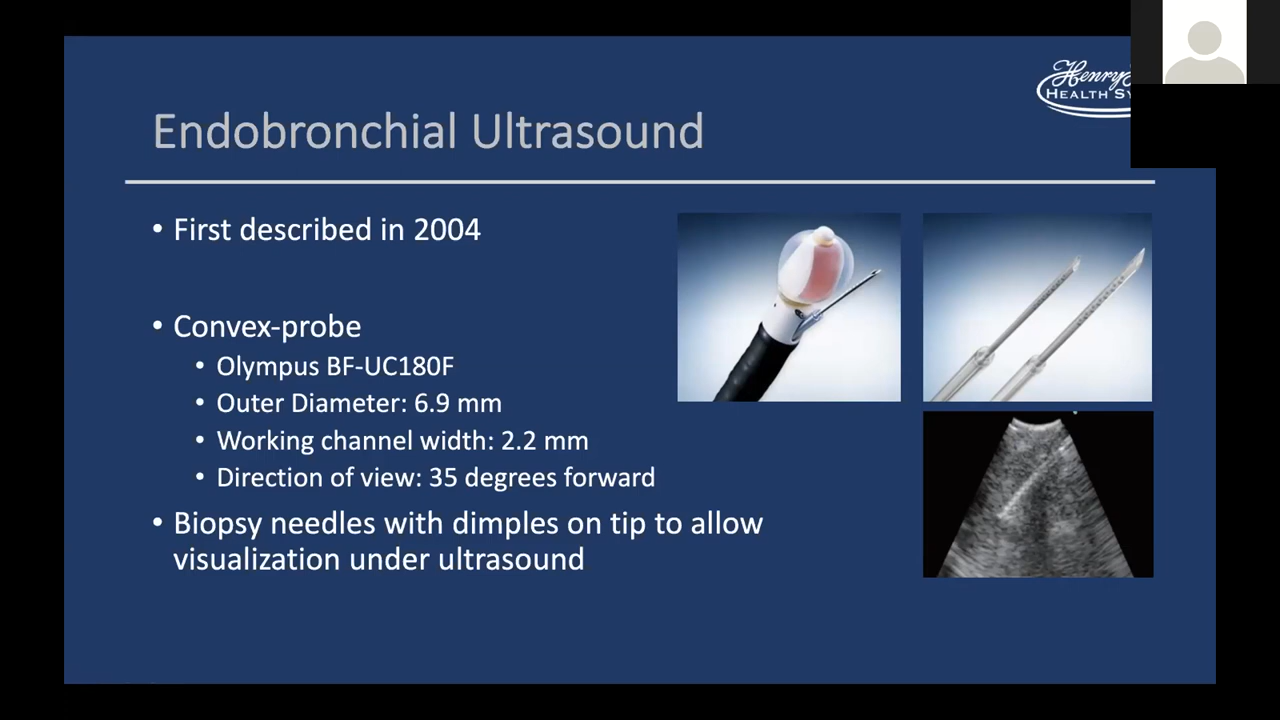 Henry
HEALTH
Endobronchial Ultrasound
• First described in 2004
• Convex-probe
• Olympus BF-UC180F
• Outer Diameter: 6.9 mm
• Working channel width: 2.2 mm
• Direction of view: 35 degrees forward
• Biopsy needles with dimples on tip to allow
visualization under ultrasound